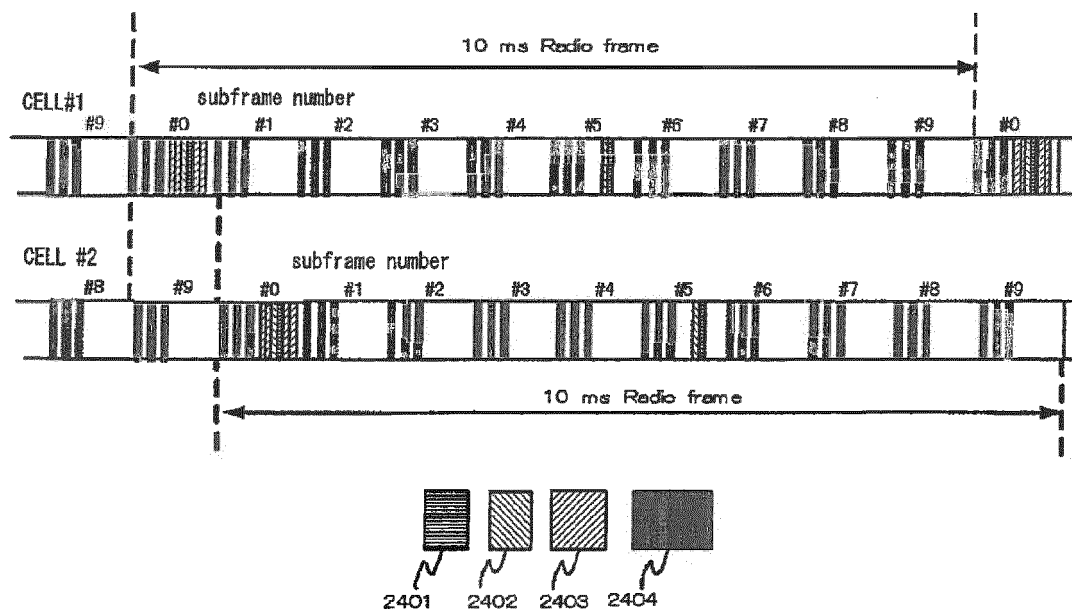 10 ms Radio frame
CELL#1
subframe number
#9 #0 #1 #2 #3 #4 #5 #6 #7 #8 #9 #0
CELL #2
subframe number
#8 #9 #0 #1 #2 #3 #4 #5 #6 #7 #8 #9
10 ms Radio frame
2401 2402 2403 2404